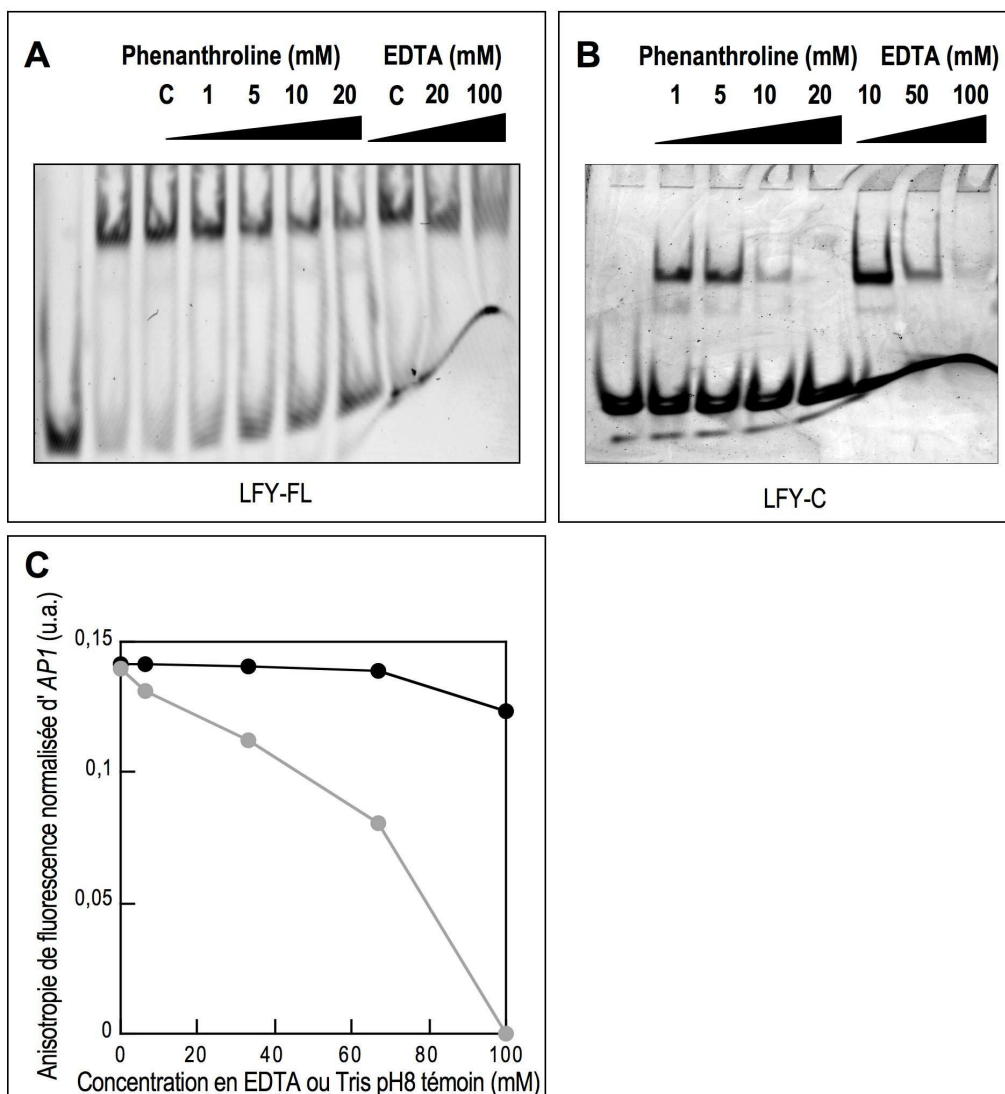 A
Phenanthroline (mM) EDTA (mM)
C 1 5 10 20 C 20 100
LFY-FL
B
Phenanthroline (mM) EDTA (mM)
1 5 10 20 10 50 100
LFY-C
C
Anisotropie de fluorescence normalisée d' AP1 (u.a.)
0,15
0,1
0,05
0
0 20 40 60 80 100
Concentration en EDTA ou Tris pH8 témoin (mM)